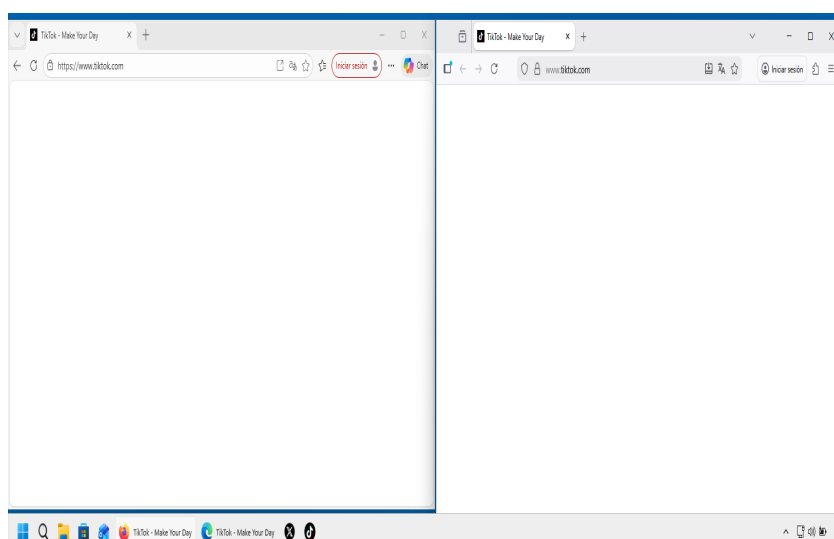 TikTok - Make Your Day
https://www.tiktok.com
Iniciar sesión
Chat
TikTok - Make Your Day
www.tiktok.com
Iniciar sesión
TikTok - Make Your Day
TikTok - Make Your Day